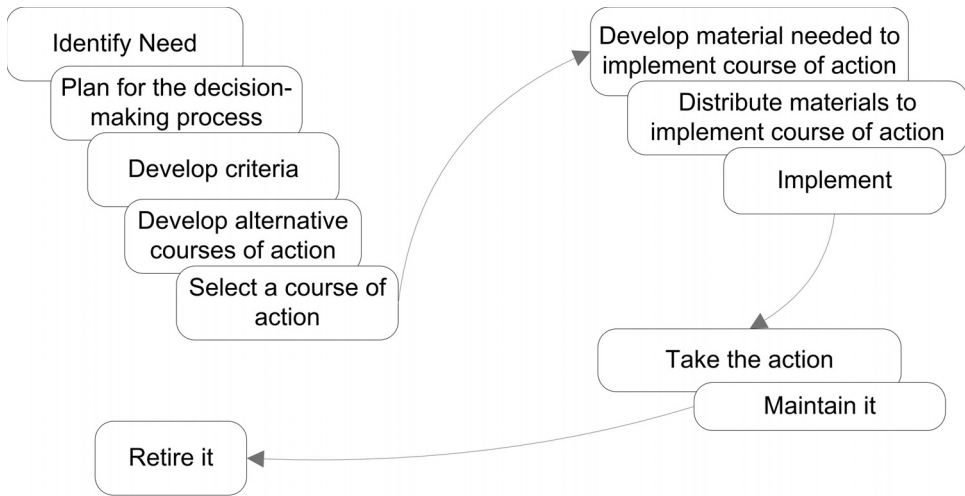 Identify Need
Plan for the decision-
making process
Develop criteria
Develop alternative
courses of action
Select a course of
action
Develop material needed to
implement course of action
Distribute materials to
implement course of action
Implement
Take the action
Maintain it
Retire it